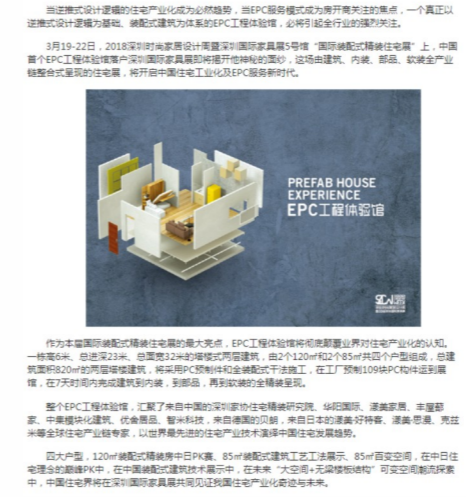 当逆推式设计逻辑的住宅产业化成为必然趋势，当EPC服务模式成为房开商关注的焦点，一个真正以
逆推式设计逻辑为基础、装配式建筑为体系的EPC工程体验馆，必将引起行业的强烈关注。
3月19-22日，2018深圳时尚家居设计周暨深圳国际家具展5号馆“国际装配式精装住宅展”上，中国
首个EPC工程体验馆落户深圳国际家具展即将揭开他神秘的面纱，这场由建筑、内装、部品、软装全产业
链整合式呈现的住宅展，将开启中国住宅工业化及EPC服务新时代。
PREFAB HOUSE
EXPERIENCE
EPC工程体验馆
作为本届国际装配式精装住宅展的最大亮点，EPC工程体验馆将彻底颠覆业界对住宅产业化的认知。
一栋高6米、总进深23米、总面宽32米的塔楼式两层建筑，由2个120㎡和2个85㎡共四个户型组成，总建
筑面积820㎡的两层塔楼建筑，将采用PC预制件和全装配式干法施工，在工厂预制109块PC构件运到展
馆，在7天时间内完成建筑到内装，到部品，再到软装的全精装呈现。
整个EPC工程体验馆，汇聚了来自中国的深圳家协住宅精装研究院、华阳国际、漾美家居、丰屋蔀
家、中集模块化建筑、优舍居品、智米科技，来自德国的贝朗，来自日本的漾美·好特客、漾美·思漫、克兹
米等全球住宅产业链专家，以世界最先进的住宅产业技术演绎中国住宅发展趋势。
四大户型，120㎡装配式精装房中日PK赛、85㎡装配式建筑工艺工法展示、85㎡百变空间，在中日住
宅理念的巅峰PK中，在中国装配式建筑技术展示中，在未来“大空间+无梁楼板结构”可变空间潮流探索
中，中国住宅界将在深圳国际家具展共同见证我国住宅产业化奇迹与未来。